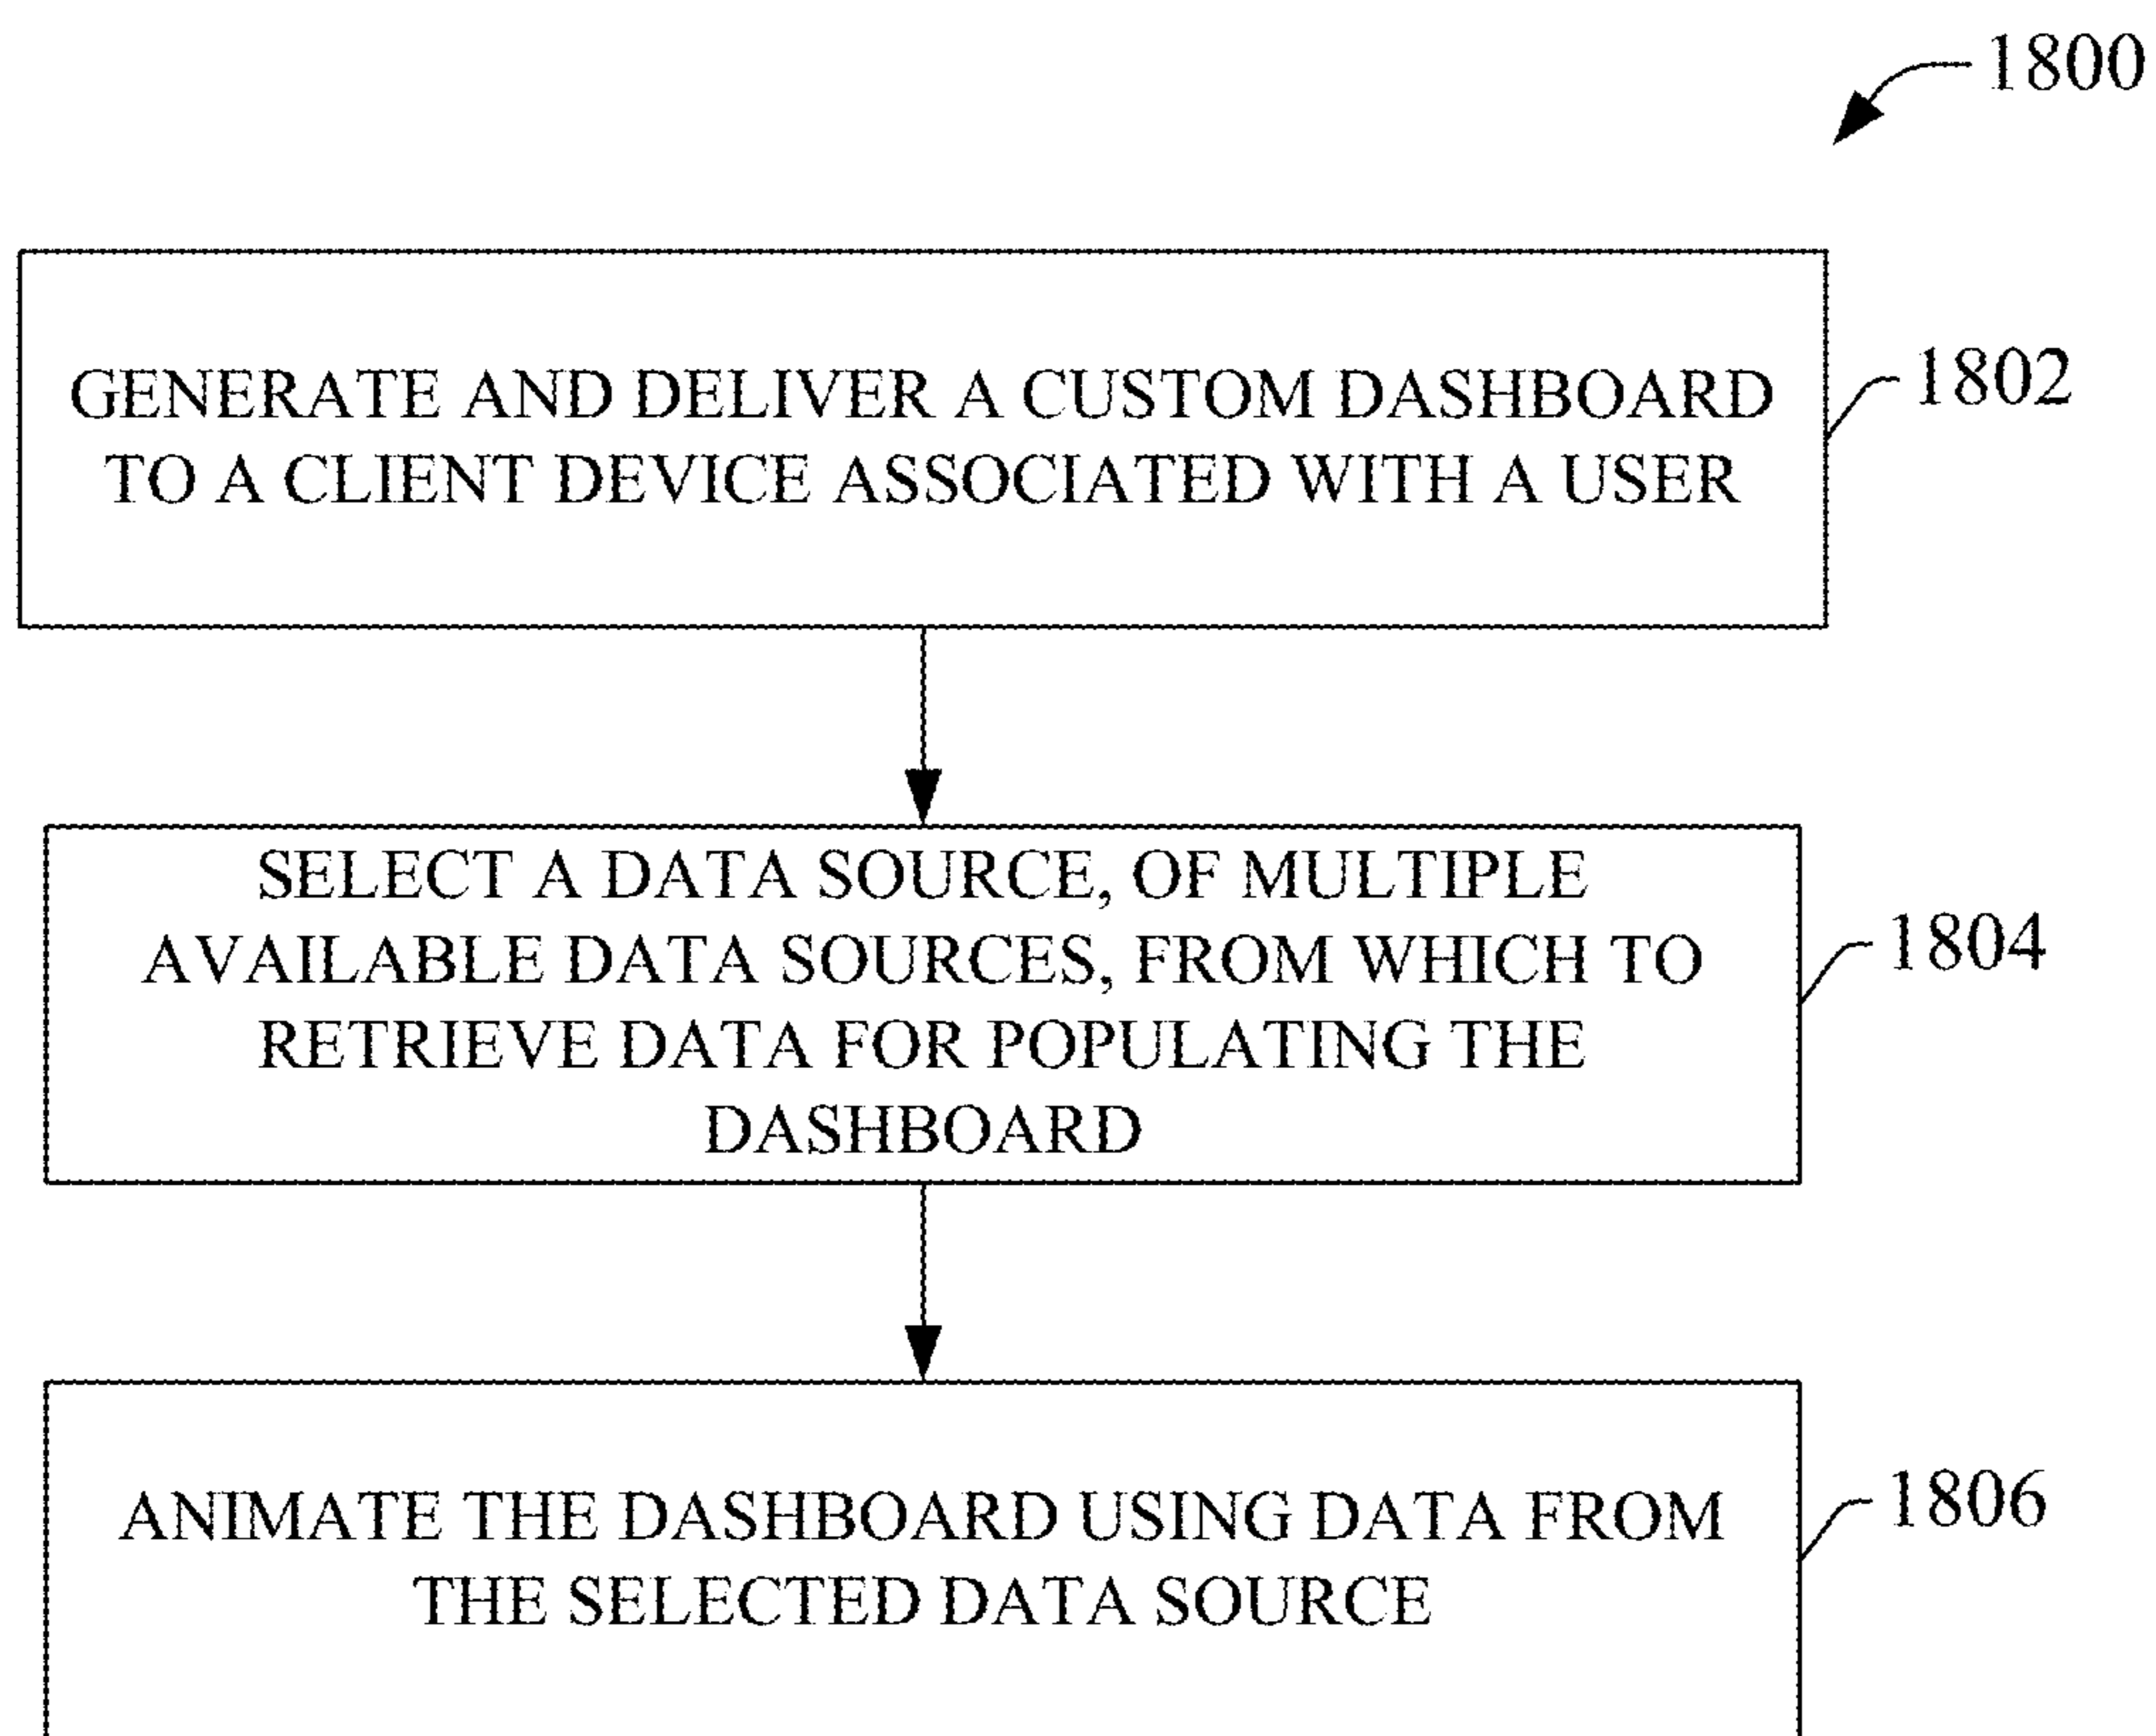 1800
GENERATE AND DELIVER A CUSTOM DASHBOARD
TO A CLIENT DEVICE ASSOCIATED WITH A USER
1802
SELECT A DATA SOURCE, OF MULTIPLE
AVAILABLE DATA SOURCES, FROM WHICH TO
RETRIEVE DATA FOR POPULATING THE
DASHBOARD
1804
ANIMATE THE DASHBOARD USING DATA FROM
THE SELECTED DATA SOURCE
1806